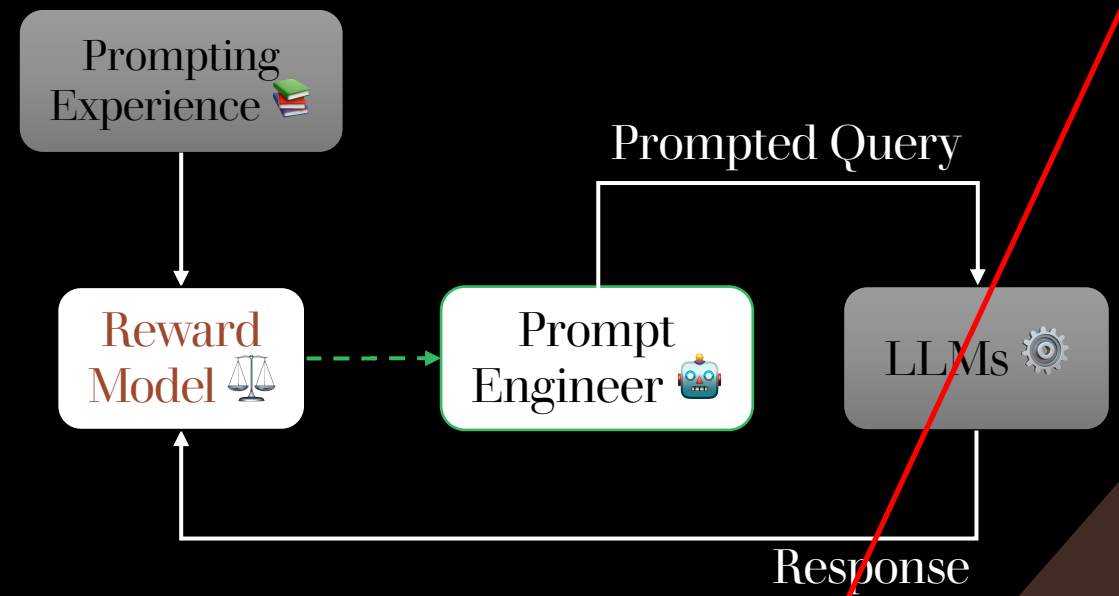 Prompting
Experience 📚
Prompted Query
Reward
Model ⚖️
Prompt
Engineer 🤖
LLMs ⚙️
Response